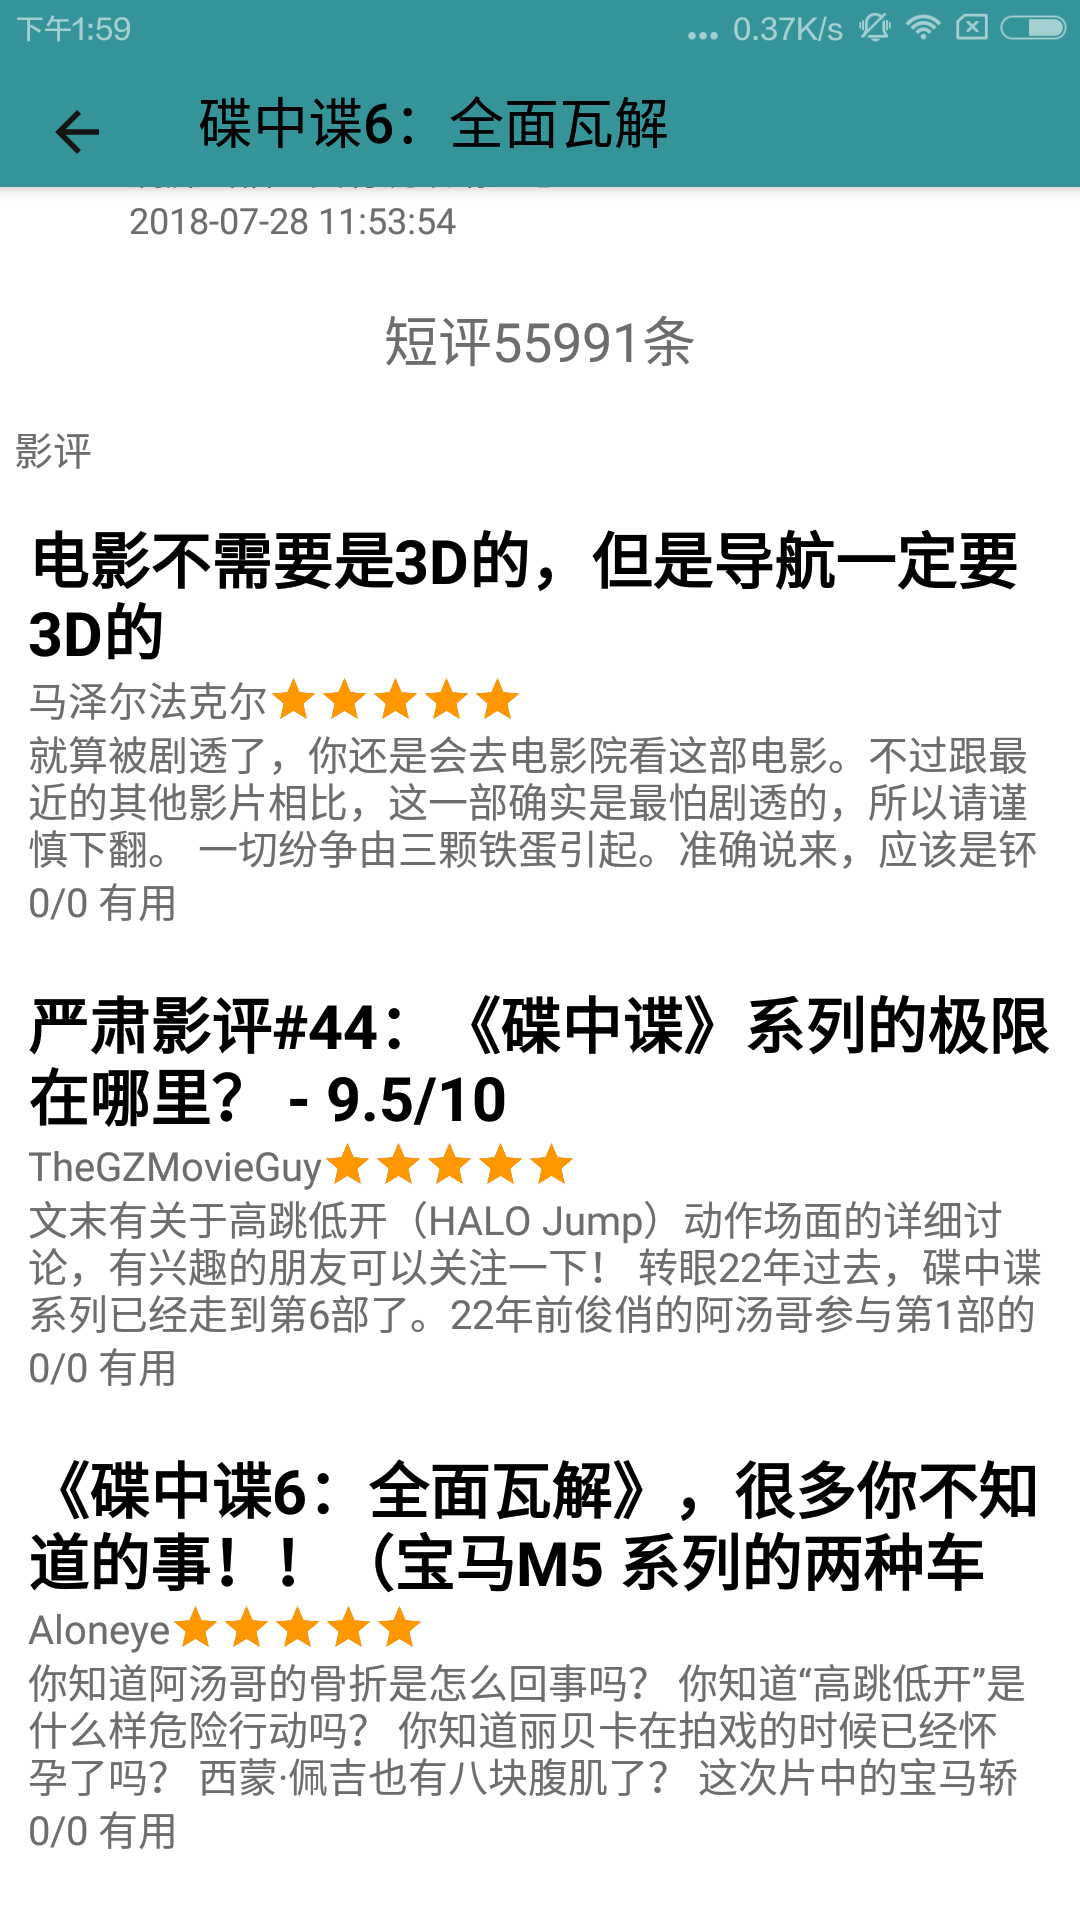 下午1:59
... 0.37K/s
碟中谍6：全面瓦解
2018-07-28 11:53:54
短评55991条
影评
电影不需要是3D的，但是导航一定要
3D的
马泽尔法克尔
就算被剧透了，你还是会去电影院看这部电影。不过跟最
近的其他影片相比，这一部确实是最怕剧透的，所以请谨
慎下翻。 一切纷争由三颗铁蛋引起。准确说来，应该是钚
0/0 有用
严肃影评#44：《碟中谍》系列的极限
在哪里？ - 9.5/10
TheGZMovieGuy
文末有关于高跳低开（HALO Jump）动作场面的详细讨
论，有兴趣的朋友可以关注一下！ 转眼22年过去，碟中谍
系列已经走到第6部了。22年前俊俏的阿汤哥参与第1部的
0/0 有用
《碟中谍6：全面瓦解》，很多你不知
道的事！！（宝马M5 系列的两种车
Aloneye
你知道阿汤哥的骨折是怎么回事吗？ 你知道“高跳低开”是
什么样危险行动吗？ 你知道丽贝卡在拍戏的时候已经怀
孕了吗？ 西蒙·佩吉也有八块腹肌了？ 这次片中的宝马轿
0/0 有用